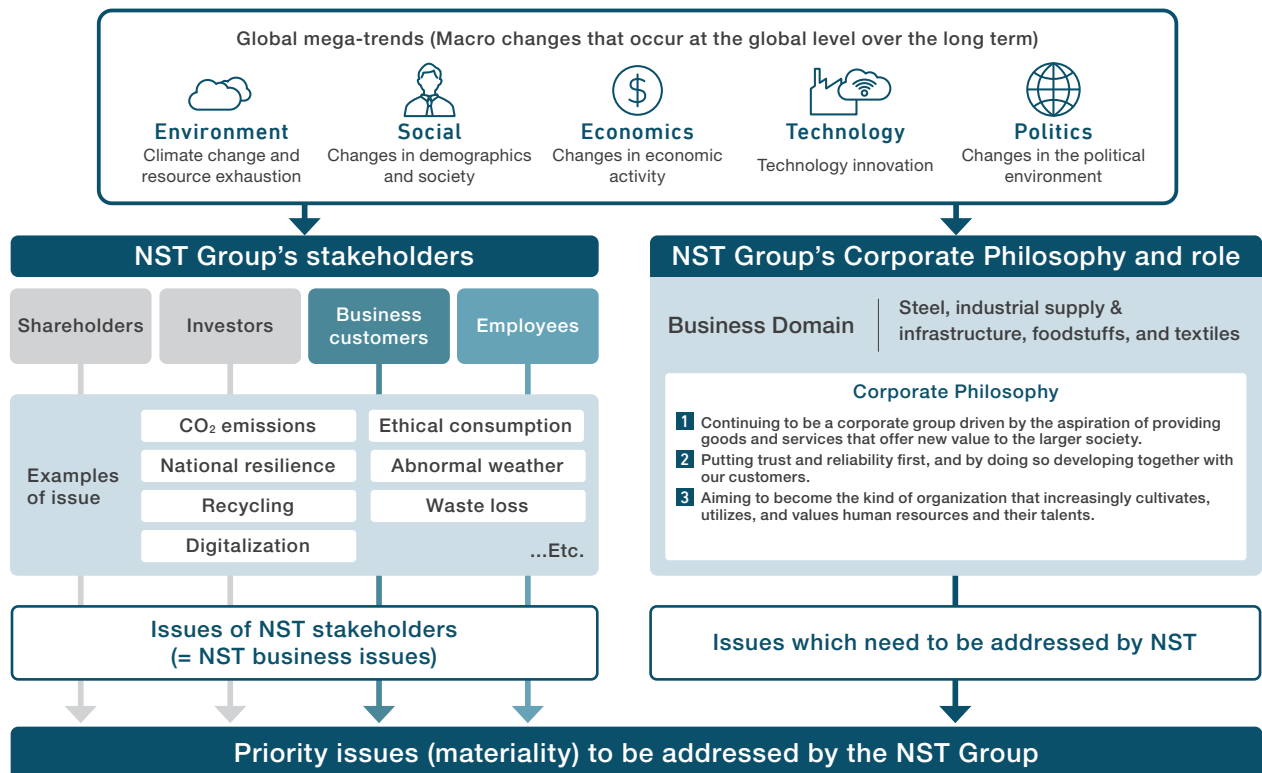 Global mega-trends (Macro changes that occur at the global level over the long term)
Environment
Climate change and
resource exhaustion
Social
Changes in demographics
and society
Economics
Changes in economic
activity
Technology
Technology innovation
Politics
Changes in the political
environment
NST Group's stakeholders
Shareholders
Investors
Business
customers
Employees
Examples
of issue
CO₂ emissions
Ethical consumption
National resilience
Abnormal weather
Recycling
Waste loss
Digitalization
...Etc.
Issues of NST stakeholders
(= NST business issues)
NST Group's Corporate Philosophy and role
Business Domain
Steel, industrial supply &
infrastructure, foodstuffs, and textiles
Corporate Philosophy
1 Continuing to be a corporate group driven by the aspiration of providing
goods and services that offer new value to the larger society.
2 Putting trust and reliability first, and by doing so developing together with
our customers.
3 Aiming to become the kind of organization that increasingly cultivates,
utilizes, and values human resources and their talents.
Issues which need to be addressed by NST
Priority issues (materiality) to be addressed by the NST Group